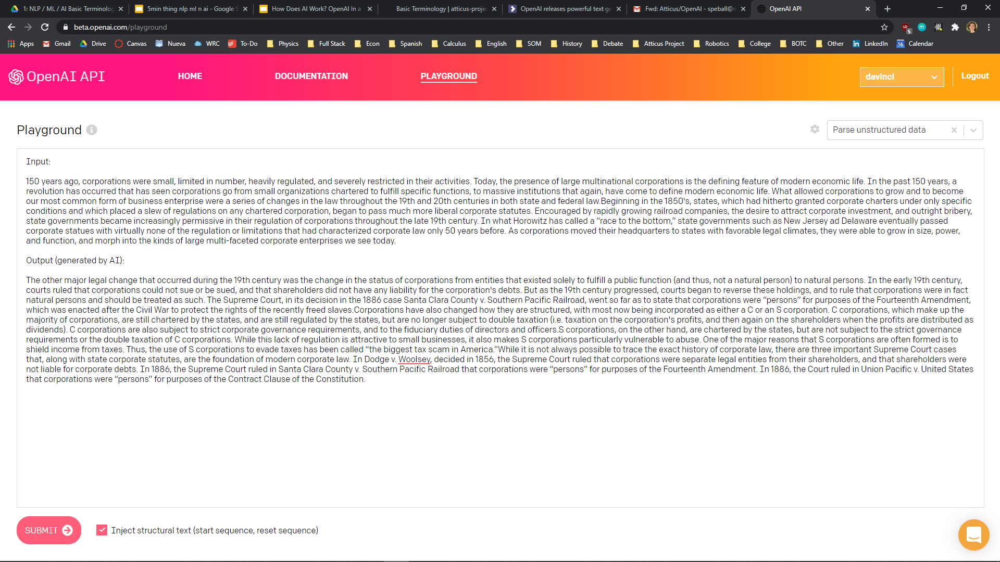 1: NLP / ML / AI Basic Terminolog
5min thing nlp ml n ai - Google S
How Does AI Work? OpenAI In a
Basic Terminology | atticus-projec
OpenAI releases powerful text ge
Fwd: Atticus/OpenAI - speball@n
OpenAI API
beta.openai.com/playground
5
m
Apps Gmail Drive Canvas Nueva WRC To-Do Physics Full Stack Econ Spanish Calculus English SOM History Debate Atticus Project Robotics College BOTC Other LinkedIn 16 Calendar
OpenAI API HOME DOCUMENTATION PLAYGROUND davinci Logout
Playground
Parse unstructured data
Input:
150 years ago, corporations were small, limited in number, heavily regulated, and severely restricted in their activities. Today, the presence of large multinational corporations is the defining feature of modern economic life. In the past 150 years, a
revolution has occurred that has seen corporations go from small organizations chartered to fulfill specific functions, to massive institutions that again, have come to define modern economic life. What allowed corporations to grow and to become
our most common form of business enterprise were a series of changes in the law throughout the 19th and 20th centuries in both state and federal law.Beginning in the 1850's, states, which had hitherto granted corporate charters under only specific
conditions and which placed a slew of regulations on any chartered corporation, began to pass much more liberal corporate statutes. Encouraged by rapidly growing railroad companies, the desire to attract corporate investment, and outright bribery,
state governments became increasingly permissive in their regulation of corporations throughout the late 19th century. In what Horowitz has called a “race to the bottom,” state governments such as New Jersey ad Delaware eventually passed
corporate statues with virtually none of the regulation or limitations that had characterized corporate law only 50 years before. As corporations moved their headquarters to states with favorable legal climates, they were able to grow in size, power,
and function, and morph into the kinds of large multi-faceted corporate enterprises we see today.
Output (generated by AI):
The other major legal change that occurred during the 19th century was the change in the status of corporations from entities that existed solely to fulfill a public function (and thus, not a natural person) to natural persons. In the early 19th century,
courts ruled that corporations could not sue or be sued, and that shareholders did not have any liability for the corporation's debts. But as the 19th century progressed, courts began to reverse these holdings, and to rule that corporations were in fact
natural persons and should be treated as such. The Supreme Court, in its decision in the 1886 case Santa Clara County v. Southern Pacific Railroad, went so far as to state that corporations were “persons” for purposes of the Fourteenth Amendment,
which was enacted after the Civil War to protect the rights of the recently freed slaves.Corporations have also changed how they are structured, with most now being incorporated as either a C or an S corporation. C corporations, which make up the
majority of corporations, are still chartered by the states, and are still regulated by the states, but are no longer subject to double taxation (i.e. taxation on the corporation's profits, and then again on the shareholders when the profits are distributed as
dividends). C corporations are also subject to strict corporate governance requirements, and to the fiduciary duties of directors and officers.S corporations, on the other hand, are chartered by the states, but are not subject to the strict governance
requirements or the double taxation of C corporations. While this lack of regulation is attractive to small businesses, it also makes S corporations particularly vulnerable to abuse. One of the major reasons that S corporations are often formed is to
shield income from taxes. Thus, the use of S corporations to evade taxes has been called “the biggest tax scam in America.”While it is not always possible to trace the exact history of corporate law, there are three important Supreme Court cases
that, along with state corporate statutes, are the foundation of modern corporate law. In Dodge v. Woolsey, decided in 1856, the Supreme Court ruled that corporations were separate legal entities from their shareholders, and that shareholders were
not liable for corporate debts. In 1886, the Supreme Court ruled in Santa Clara County v. Southern Pacific Railroad that corporations were “persons” for purposes of the Fourteenth Amendment. In 1886, the Court ruled in Union Pacific v. United States
that corporations were “persons” for purposes of the Contract Clause of the Constitution.
SUBMIT
Inject structural text (start sequence, reset sequence)